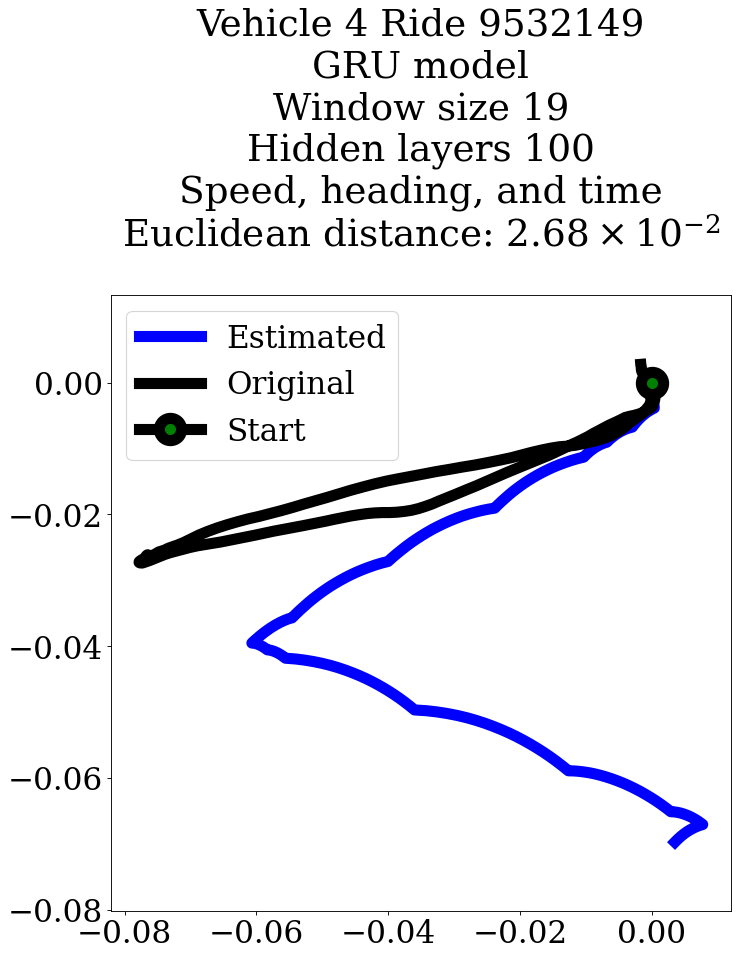 Vehicle 4 Ride 9532149
GRU model
Window size 19
Hidden layers 100
Speed, heading, and time
Euclidean distance: 2.68 × 10⁻²
Estimated
Original
Start
0.00
−0.02
−0.04
−0.06
−0.08
−0.08 −0.06 −0.04 −0.02 0.00